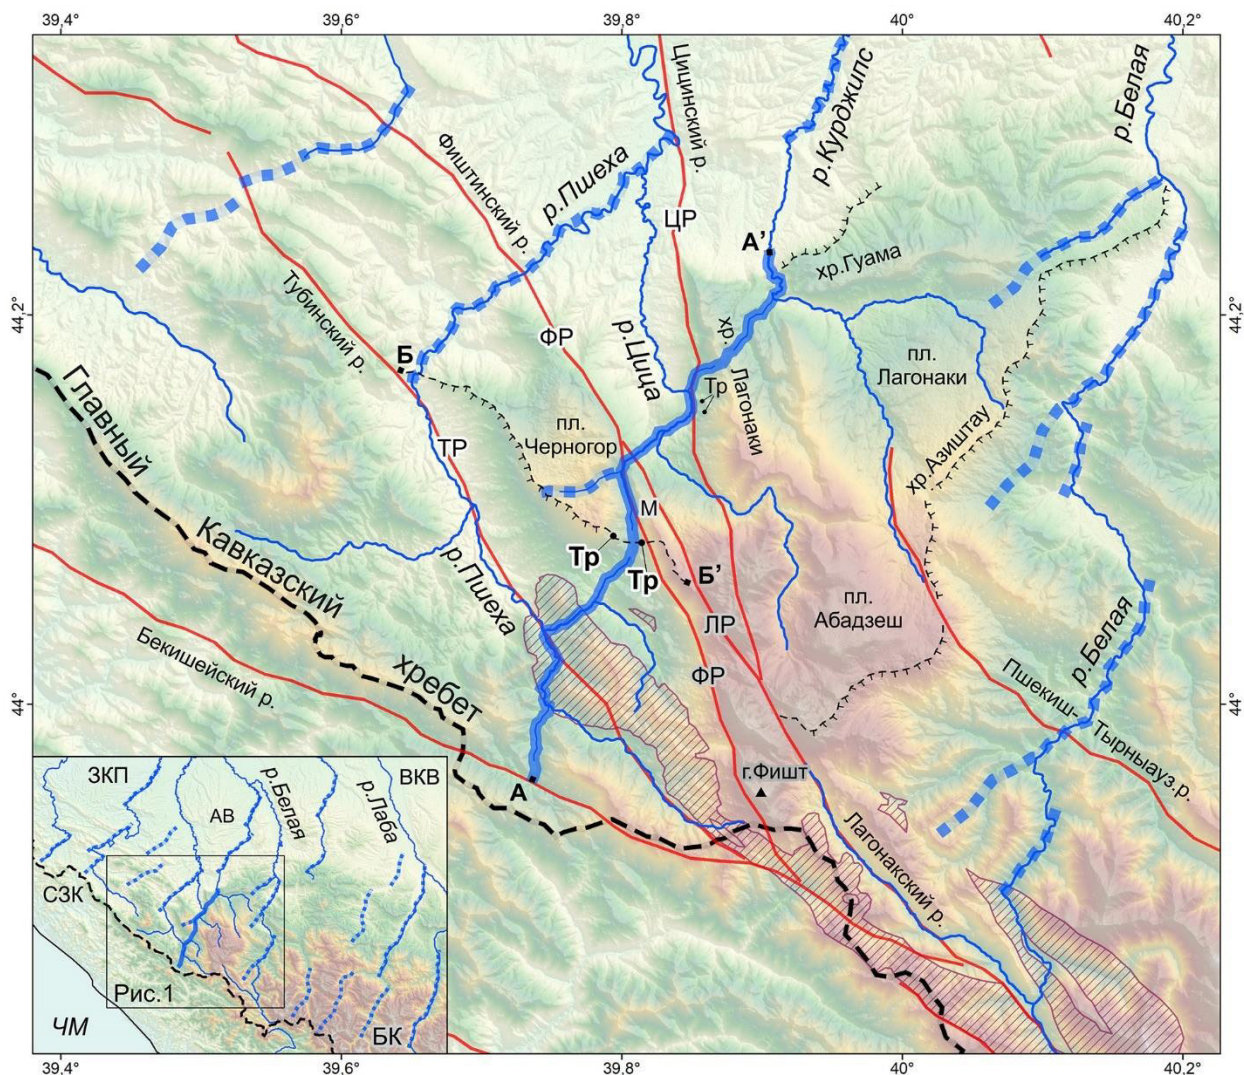 39,4°
39,6°
39,8°
40°
40,2°
Цицинский р.
р.Курджипс
р.Белая
Фиштинский р.
р.Пшеха
ЦР
А’
хр.Гуама
44,2°
44,2°
Тубинский р.
ФР
р.Цица
хр.
Лагонаки
Б
Тр
пл.
Лагонаки
пл.
Черногор
ТР
хр.Азиштау
Главный
Кавказский
хребет
М
Тр
Тр
Б’
р.Пшеха
ЛР
пл.
Абадзеш
р.Белая
Бекишейский р.
ФР
44°
44°
Пшекиш-
Тырныауз.р.
г.Фишт
А
Лагонакский р.
ЗКП
АВ
р.Белая
ВКВ
р.Лаба
СЗК
Рис.1
ЧМ
БК
39,4°
39,6°
39,8°
40°
40,2°